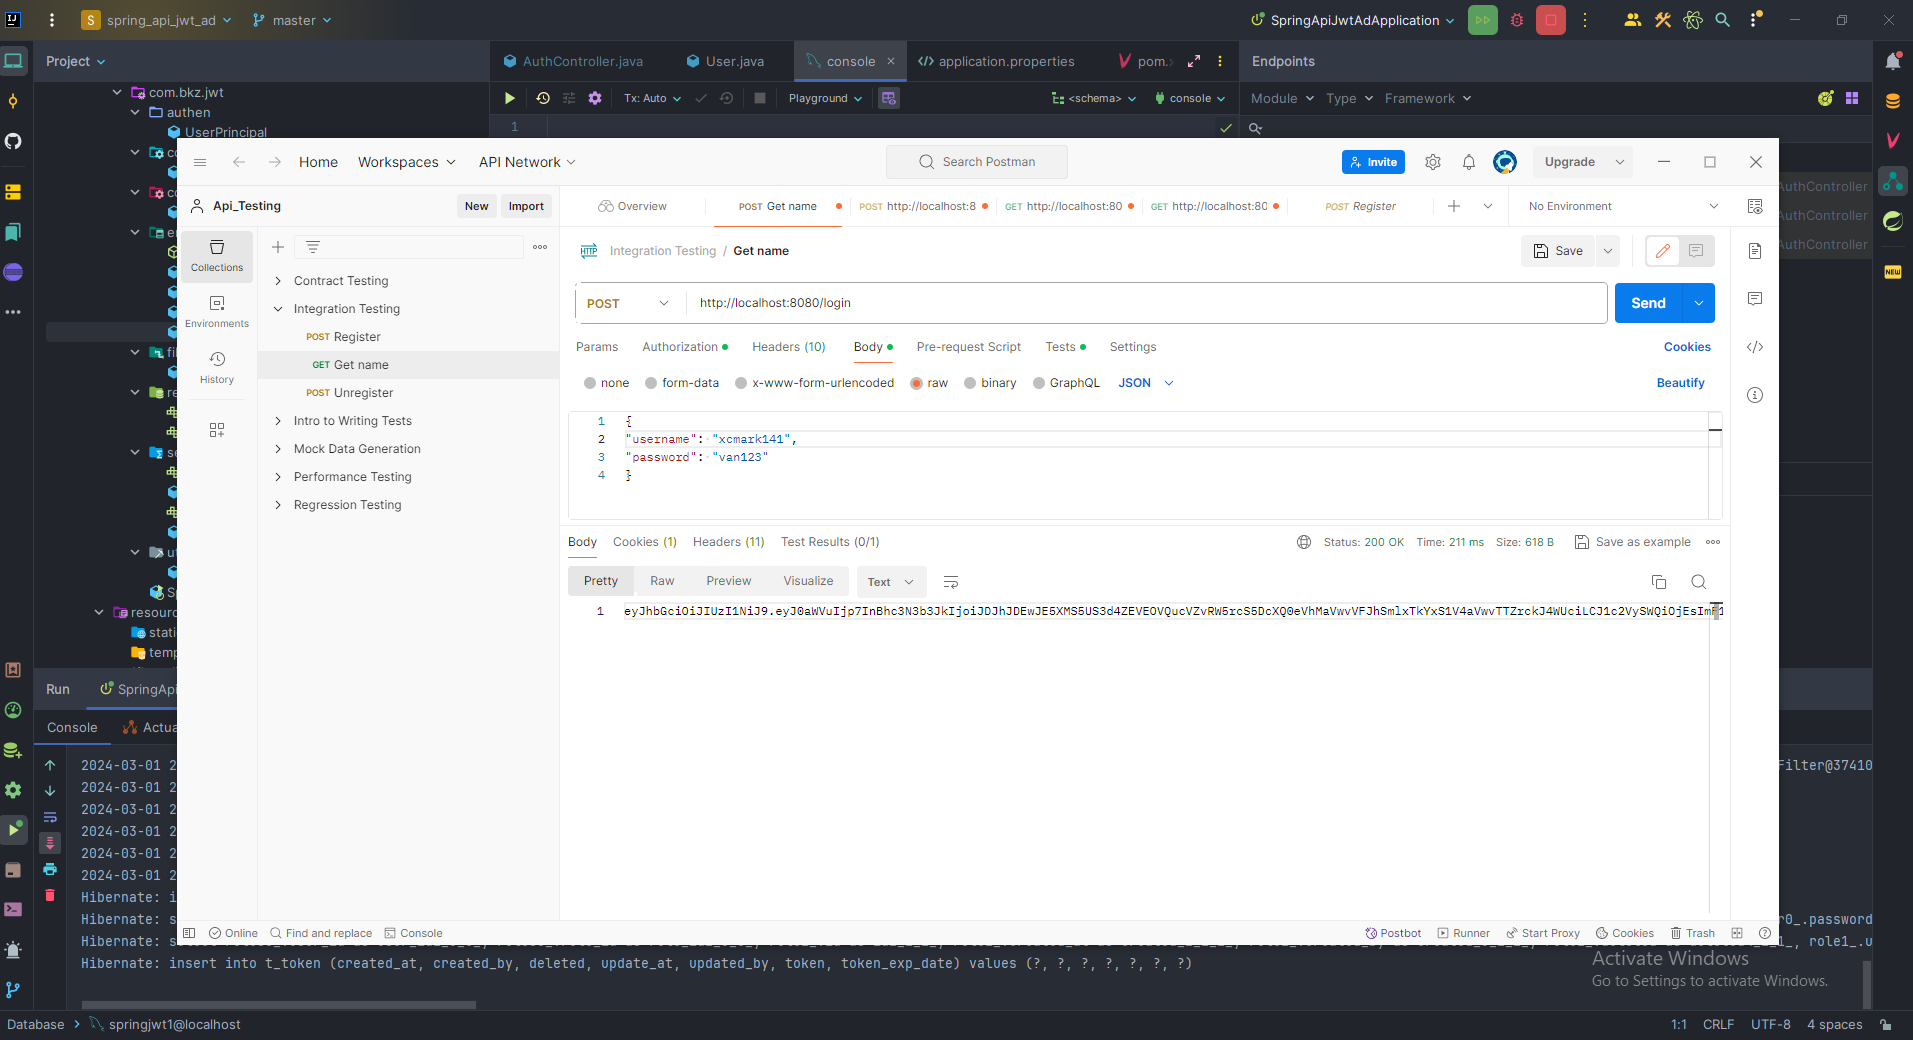 spring_api_jwt_ad
master
SpringApiJwtAdApplication
Project
AuthController.java
User.java
console
application.properties
pom.
Endpoints
com.bkz.jwt
authen
UserPrincipal
Tx: Auto
Playground
<schema>
console
Module
Type
Framework
1
Home
Workspaces
API Network
Search Postman
Invite
Upgrade
Api_Testing
New
Import
Overview
POST Get name
POST http://localhost:8
GET http://localhost:80
GET http://localhost:80
POST Register
No Environment
Collections
Environments
History
Contract Testing
Integration Testing
POST Register
GET Get name
POST Unregister
Intro to Writing Tests
Mock Data Generation
Performance Testing
Regression Testing
HTTP
Integration Testing / Get name
Save
POST
http://localhost:8080/login
Send
Params
Authorization
Headers (10)
Body
Pre-request Script
Tests
Settings
Cookies
none
form-data
x-www-form-urlencoded
raw
binary
GraphQL
JSON
Beautify
1 {
2 "username": "xcmark141",
3 "password": "van123"
4 }
Body
Cookies (1)
Headers (11)
Test Results (0/1)
Status: 200 OK
Time: 211 ms
Size: 618 B
Save as example
Pretty
Raw
Preview
Visualize
Text
1
Online
Find and replace
Console
Postbot
Runner
Start Proxy
Cookies
Trash
AuthController
AuthController
AuthController
NEW
resourc
stati
temp
Run
SpringApi
Console
Actua
2024-03-01 2
Filter@37410
2024-03-01 2
2024-03-01 2
2024-03-01 2
2024-03-01 2
2024-03-01 2
Hibernate: i
Hibernate: s
r0_.password
Hibernate: s
role1_.u
Hibernate: insert into t_token (created_at, created_by, deleted, update_at, updated_by, token, token_exp_date) values (?, ?, ?, ?, ?, ?, ?)
Activate Windows
Go to Settings to activate Windows.
Database
springjwt1@localhost
1:1
CRLF
UTF-8
4 spaces